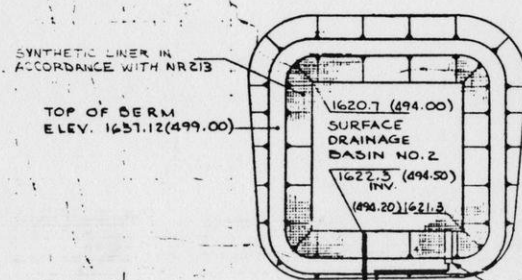 SYNTHETIC LINER IN
ACCORDANCE WITH NR213
TOP OF BERM
ELEV. 1637.12(499.00)
1620.7 (494.00)
SURFACE
DRAINAGE
BASIN NO.2
1622.3 (494.50)
INV.
(494.20)1621.3